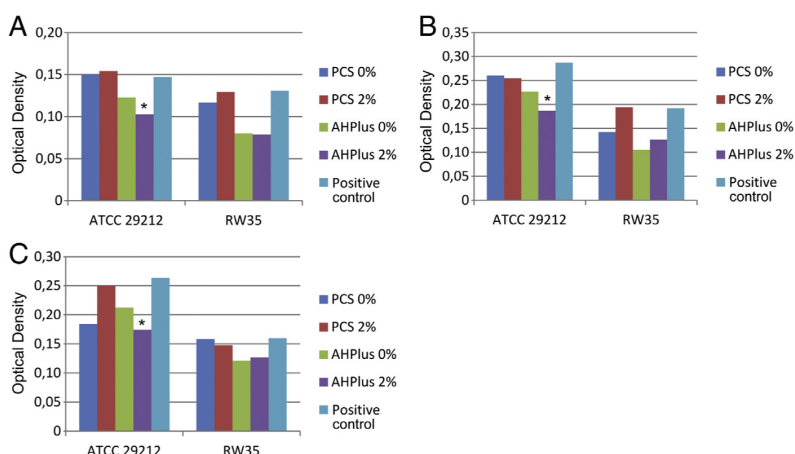 A
0,20
0,15
0,10
0,05
0
Optical Density
*
ATCC 29212
RW35
PCS 0%
PCS 2%
AHPlus 0%
AHPlus 2%
Positive
control
B
0,35
0,30
0,25
0,20
0,15
0,10
0,05
0
Optical Density
*
ATCC 29212
RW35
PCS 0%
PCS 2%
AHPlus 0%
AHPlus 2%
Positive
control
C
0,30
0,25
0,20
0,15
0,10
0,05
0
Optical Density
*
ATCC 29212
RW35
PCS 0%
PCS 2%
AHPlus 0%
AHPlus 2%
Positive
control